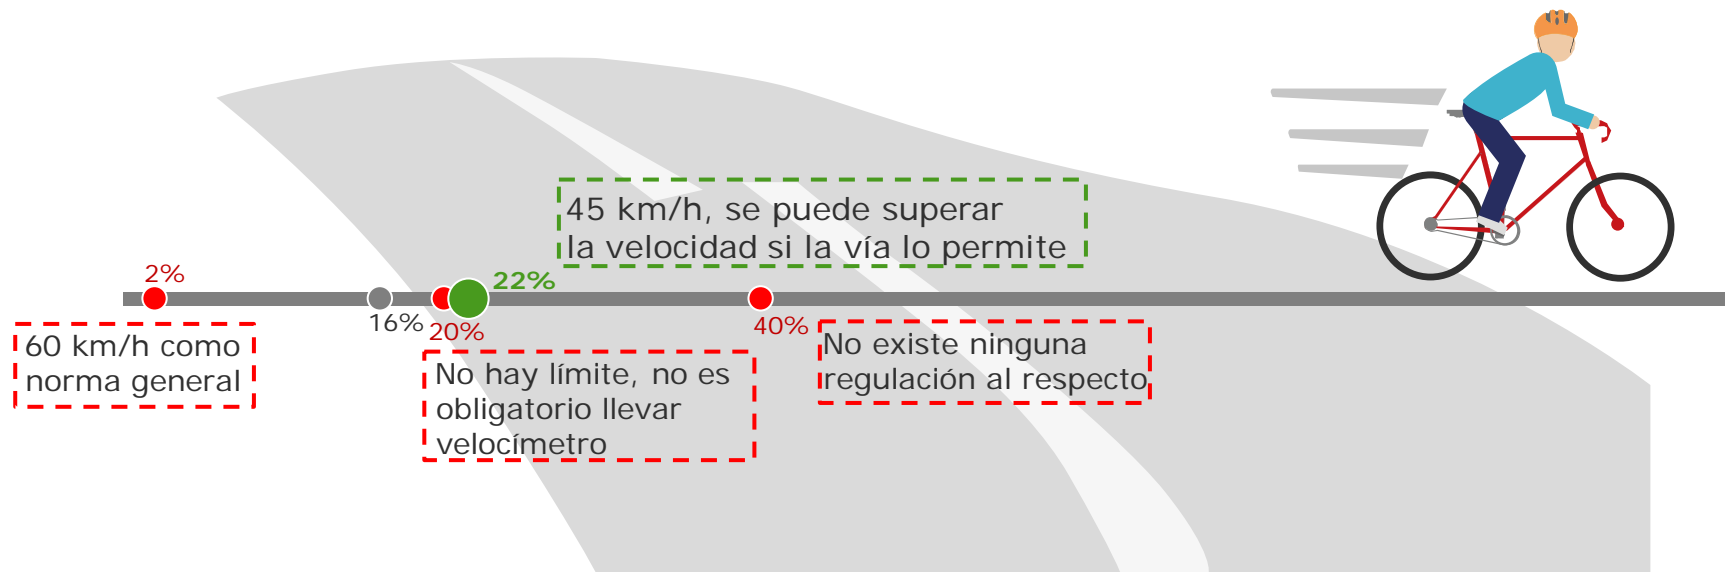 45 km/h, se puede superar
la velocidad si la vía lo permite
2%
22%
16%
20%
40%
60 km/h como
norma general
No hay límite, no es
obligatorio llevar
velocímetro
No existe ninguna
regulación al respecto